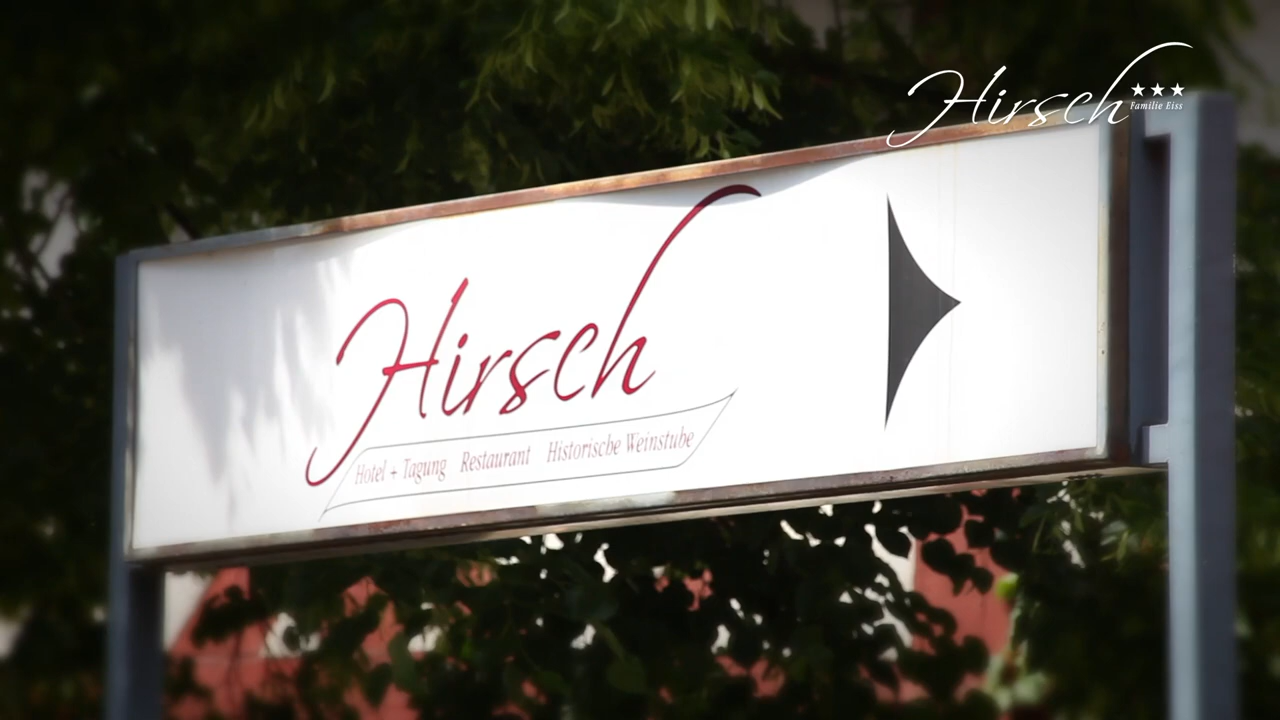 Hirsch ★★★
Familie Eiss
Hirsch
Hotel + Tagung Restaurant Historische Weinstube